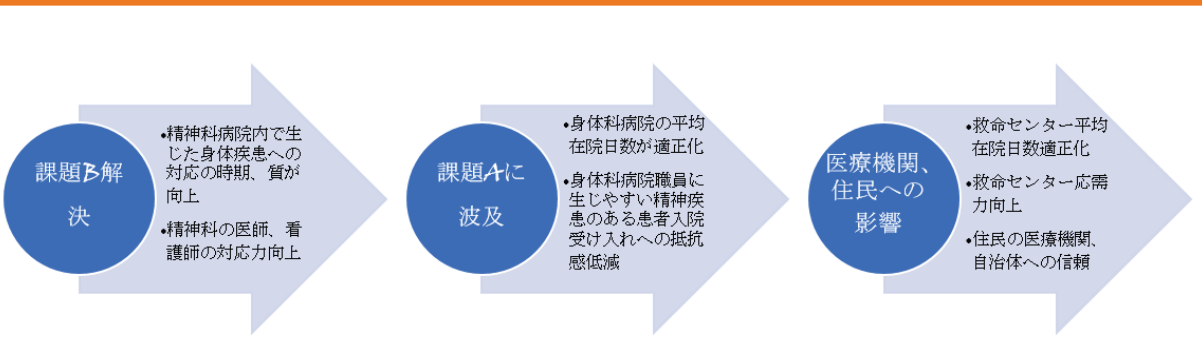 課題B解
決
•精神科病院内で生
じた身体疾患への
対応の時期、質が
向上
•精神科の医師、看
護師の対応力向上
課題Aに
波及
•身体科病院の平均
在院日数が適正化
•身体科病院職員に
生じやすい精神疾
患のある患者入院
受け入れへの抵抗
感低減
医療機関、
住民への
影響
•救命センター平均
在院日数適正化
•救命センター応需
力向上
•住民の医療機関、
自治体への信頼